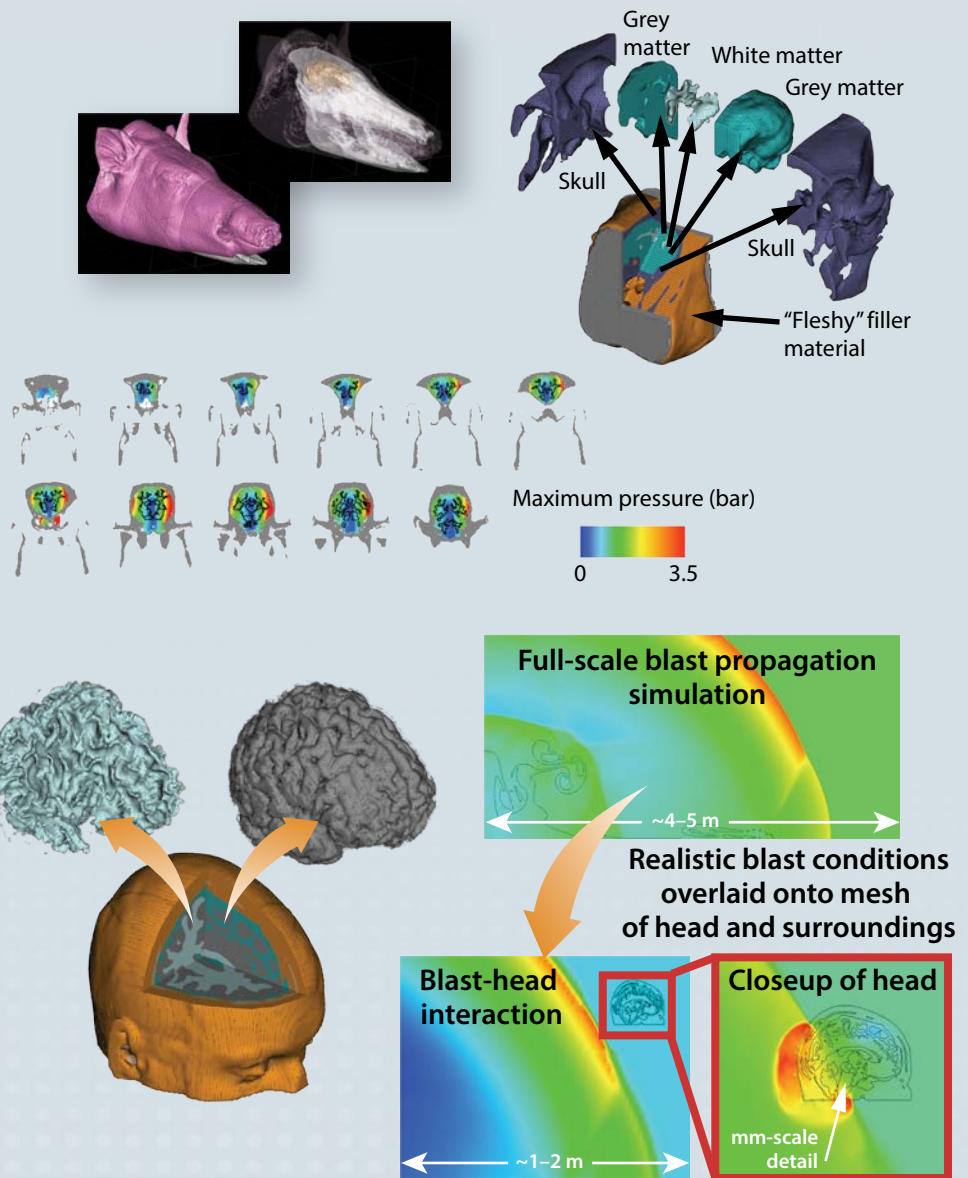 Grey
matter
White matter
Grey matter
Skull
Skull
“Fleshy” filler
material
Maximum pressure (bar)
0
3.5
Full-scale blast propagation
simulation
~4–5 m
Realistic blast conditions
overlaid onto mesh
of head and surroundings
Blast-head
interaction
~1–2 m
Closeup of head
mm-scale
detail